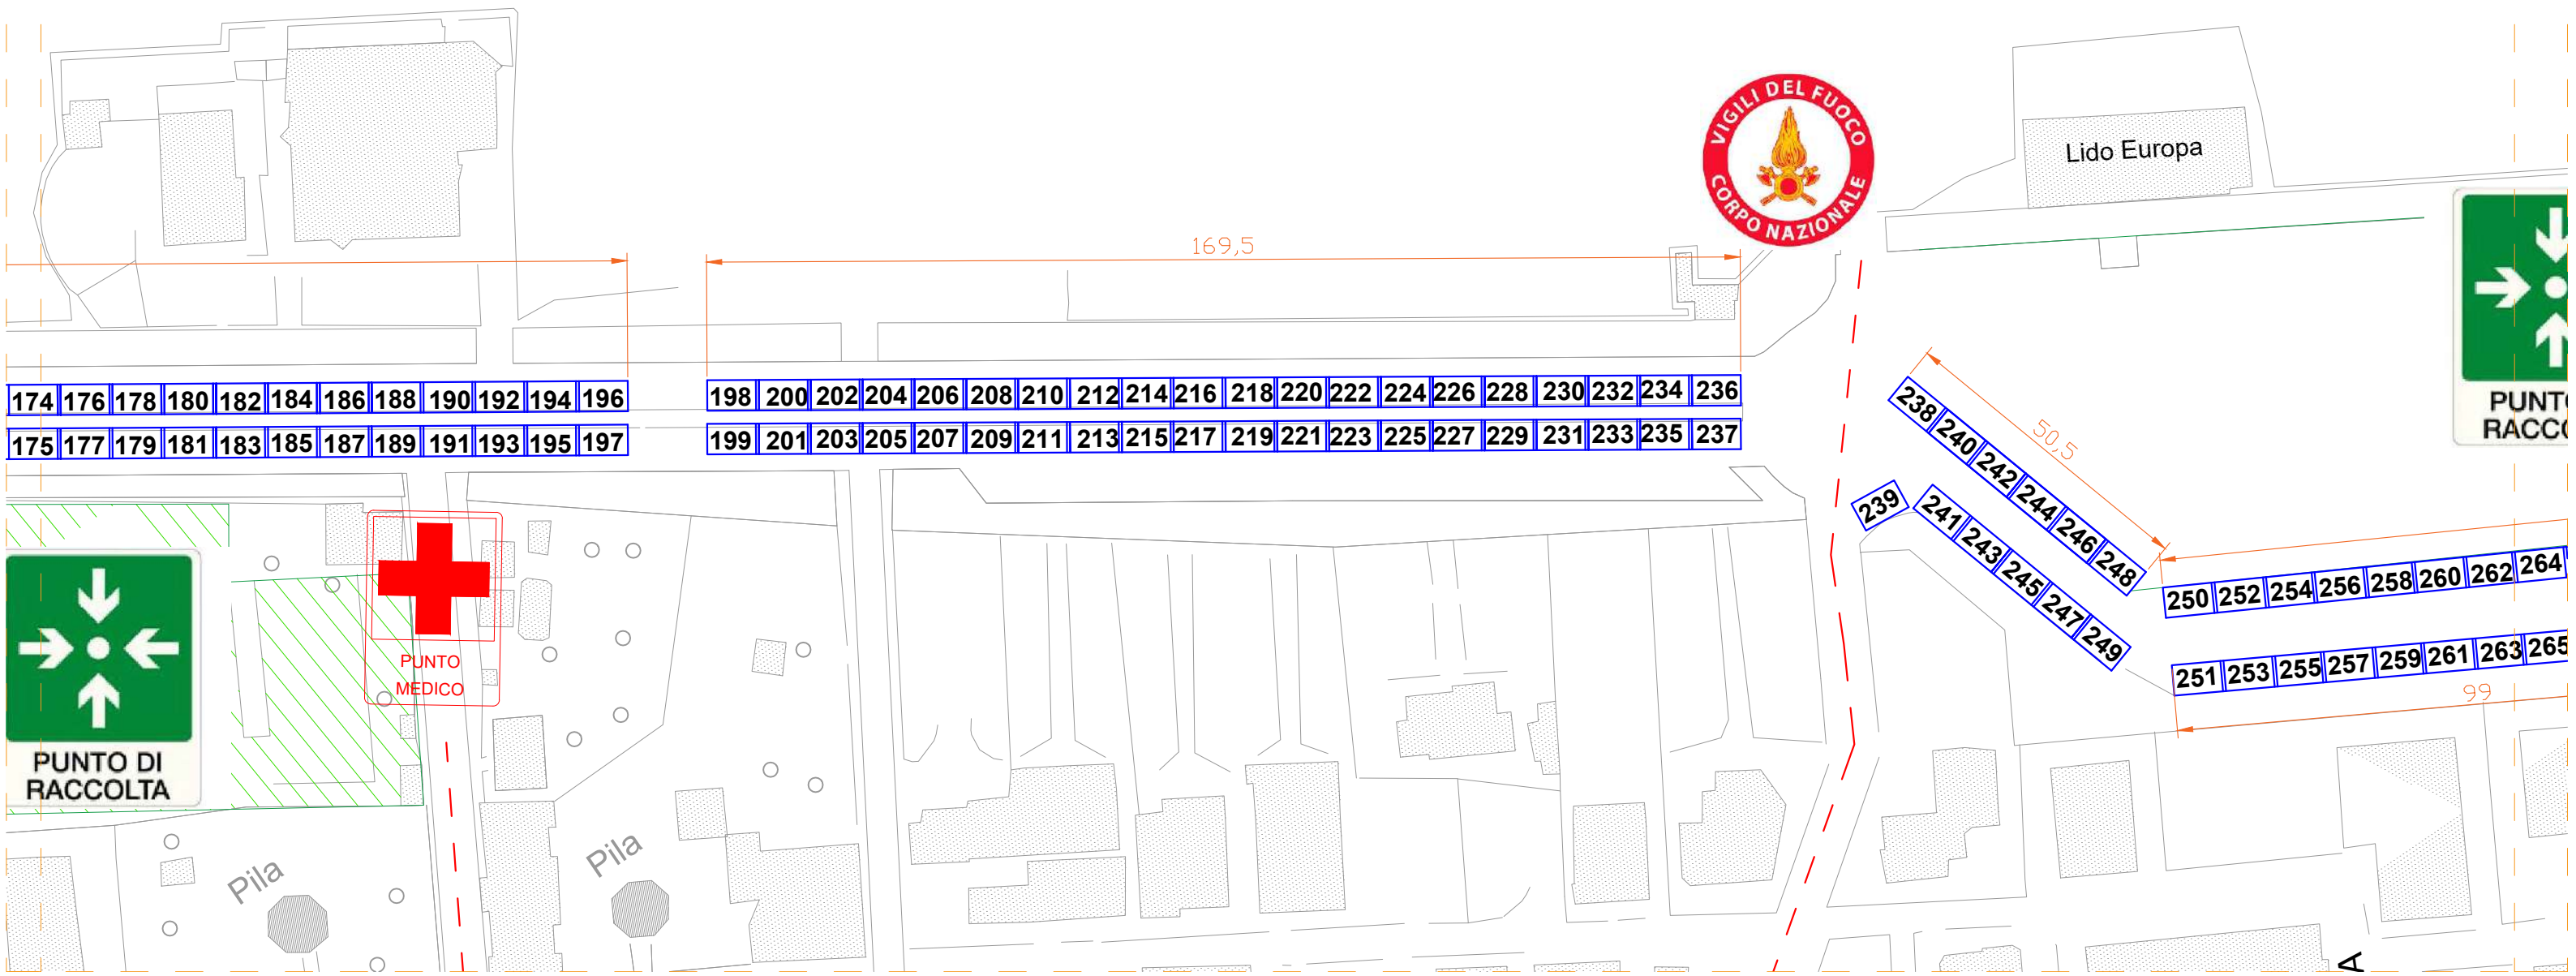 VIGILI DEL FUOCO
CORPO NAZIONALE
Lido Europa
169,5
174 176 178 180 182 184 186 188 190 192 194 196 198 200 202 204 206 208 210 212 214 216 218 220 222 224 226 228 230 232 234 236
175 177 179 181 183 185 187 189 191 193 195 197 199 201 203 205 207 209 211 213 215 217 219 221 223 225 227 229 231 233 235 237
238 240 242 244 246 248
50,5
239
241 243 245 247 249
250 252 254 256 258 260 262 264
251 253 255 257 259 261 263 265
99
PUNTO
RACCO
PUNTO
MEDICO
PUNTO DI
RACCOLTA
Pila
Pila
A